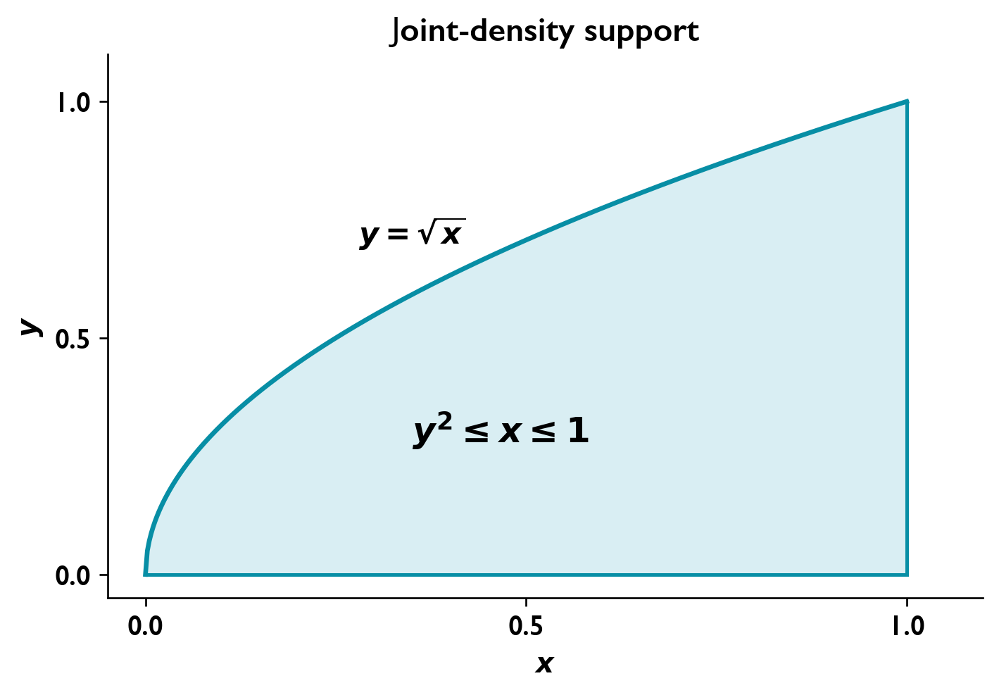 Joint-density support
1.0
y = √x
y
0.5
y² ≤ x ≤ 1
0.0
0.0 0.5 1.0
x